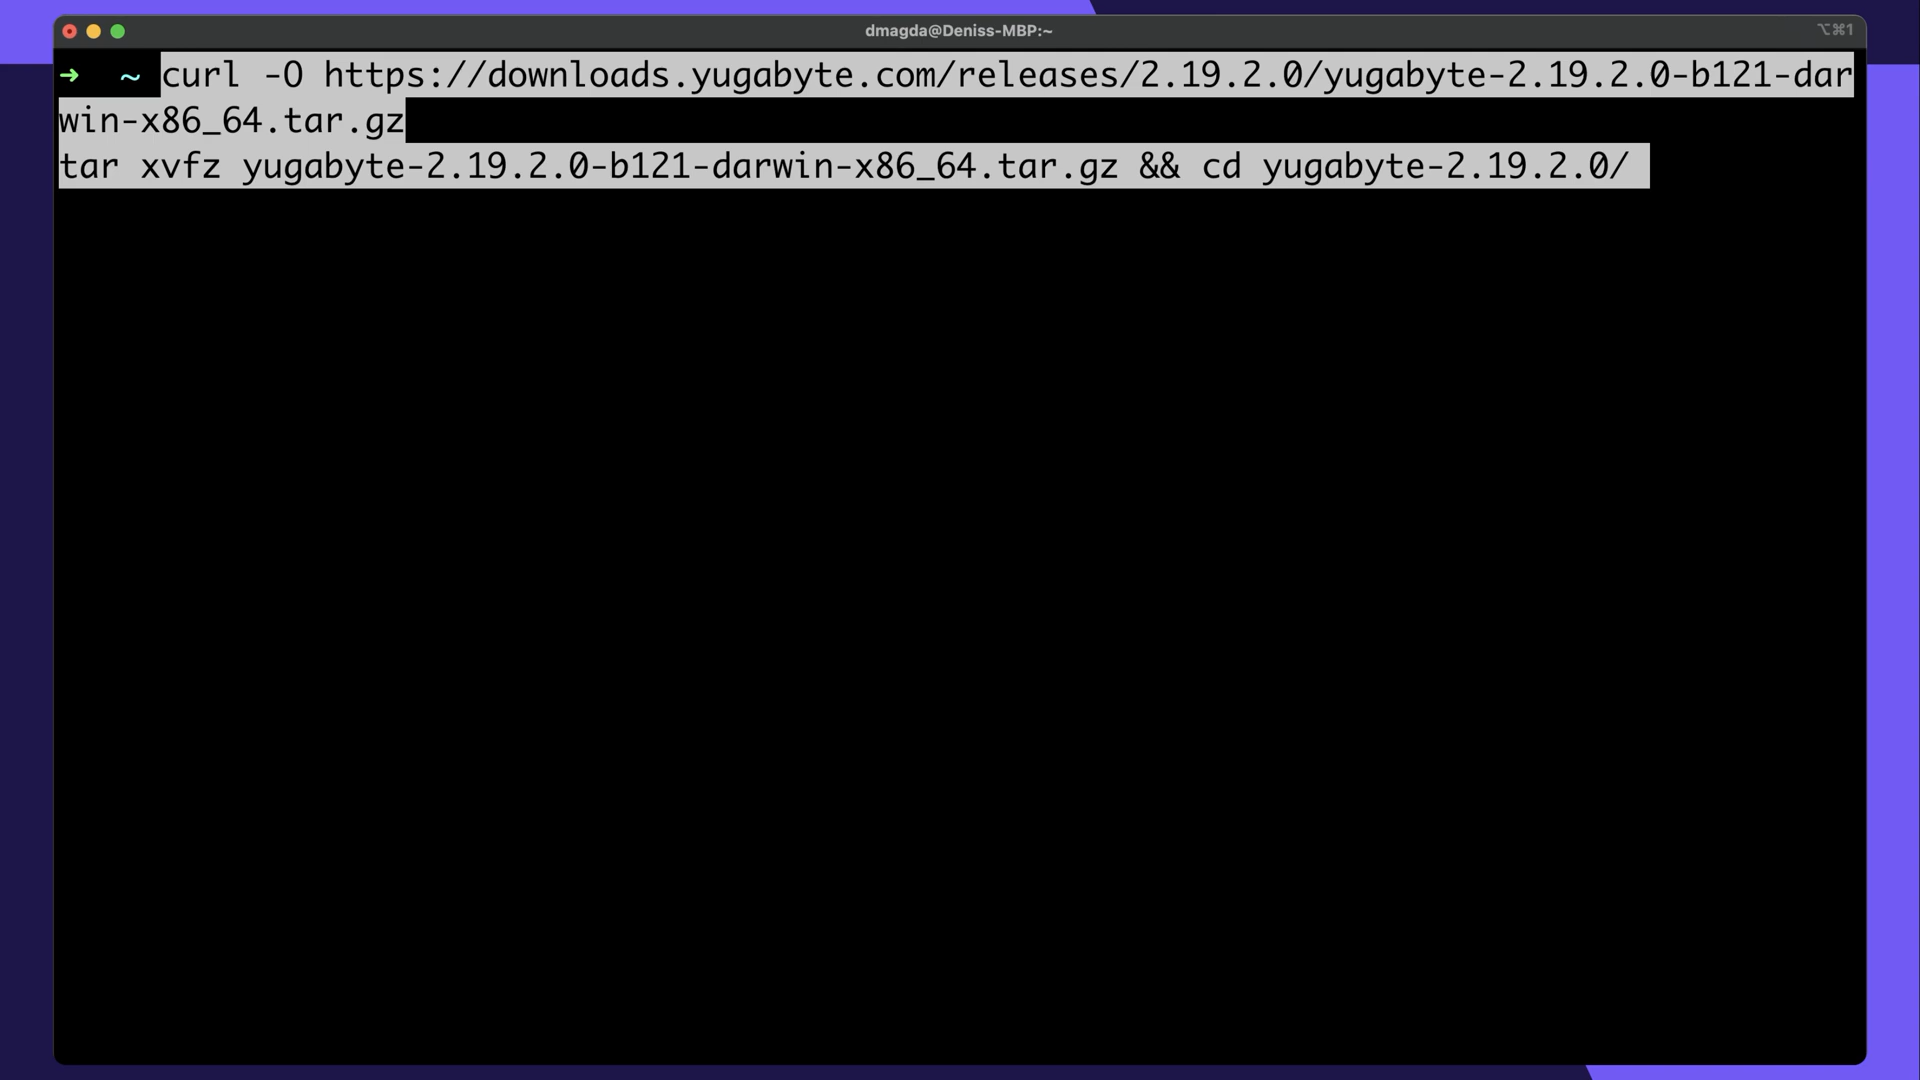 dmagda@Deniss-MBP:~
⌥⌘1
➜ ~ curl -O https://downloads.yugabyte.com/releases/2.19.2.0/yugabyte-2.19.2.0-b121-dar
win-x86_64.tar.gz
tar xvfz yugabyte-2.19.2.0-b121-darwin-x86_64.tar.gz && cd yugabyte-2.19.2.0/